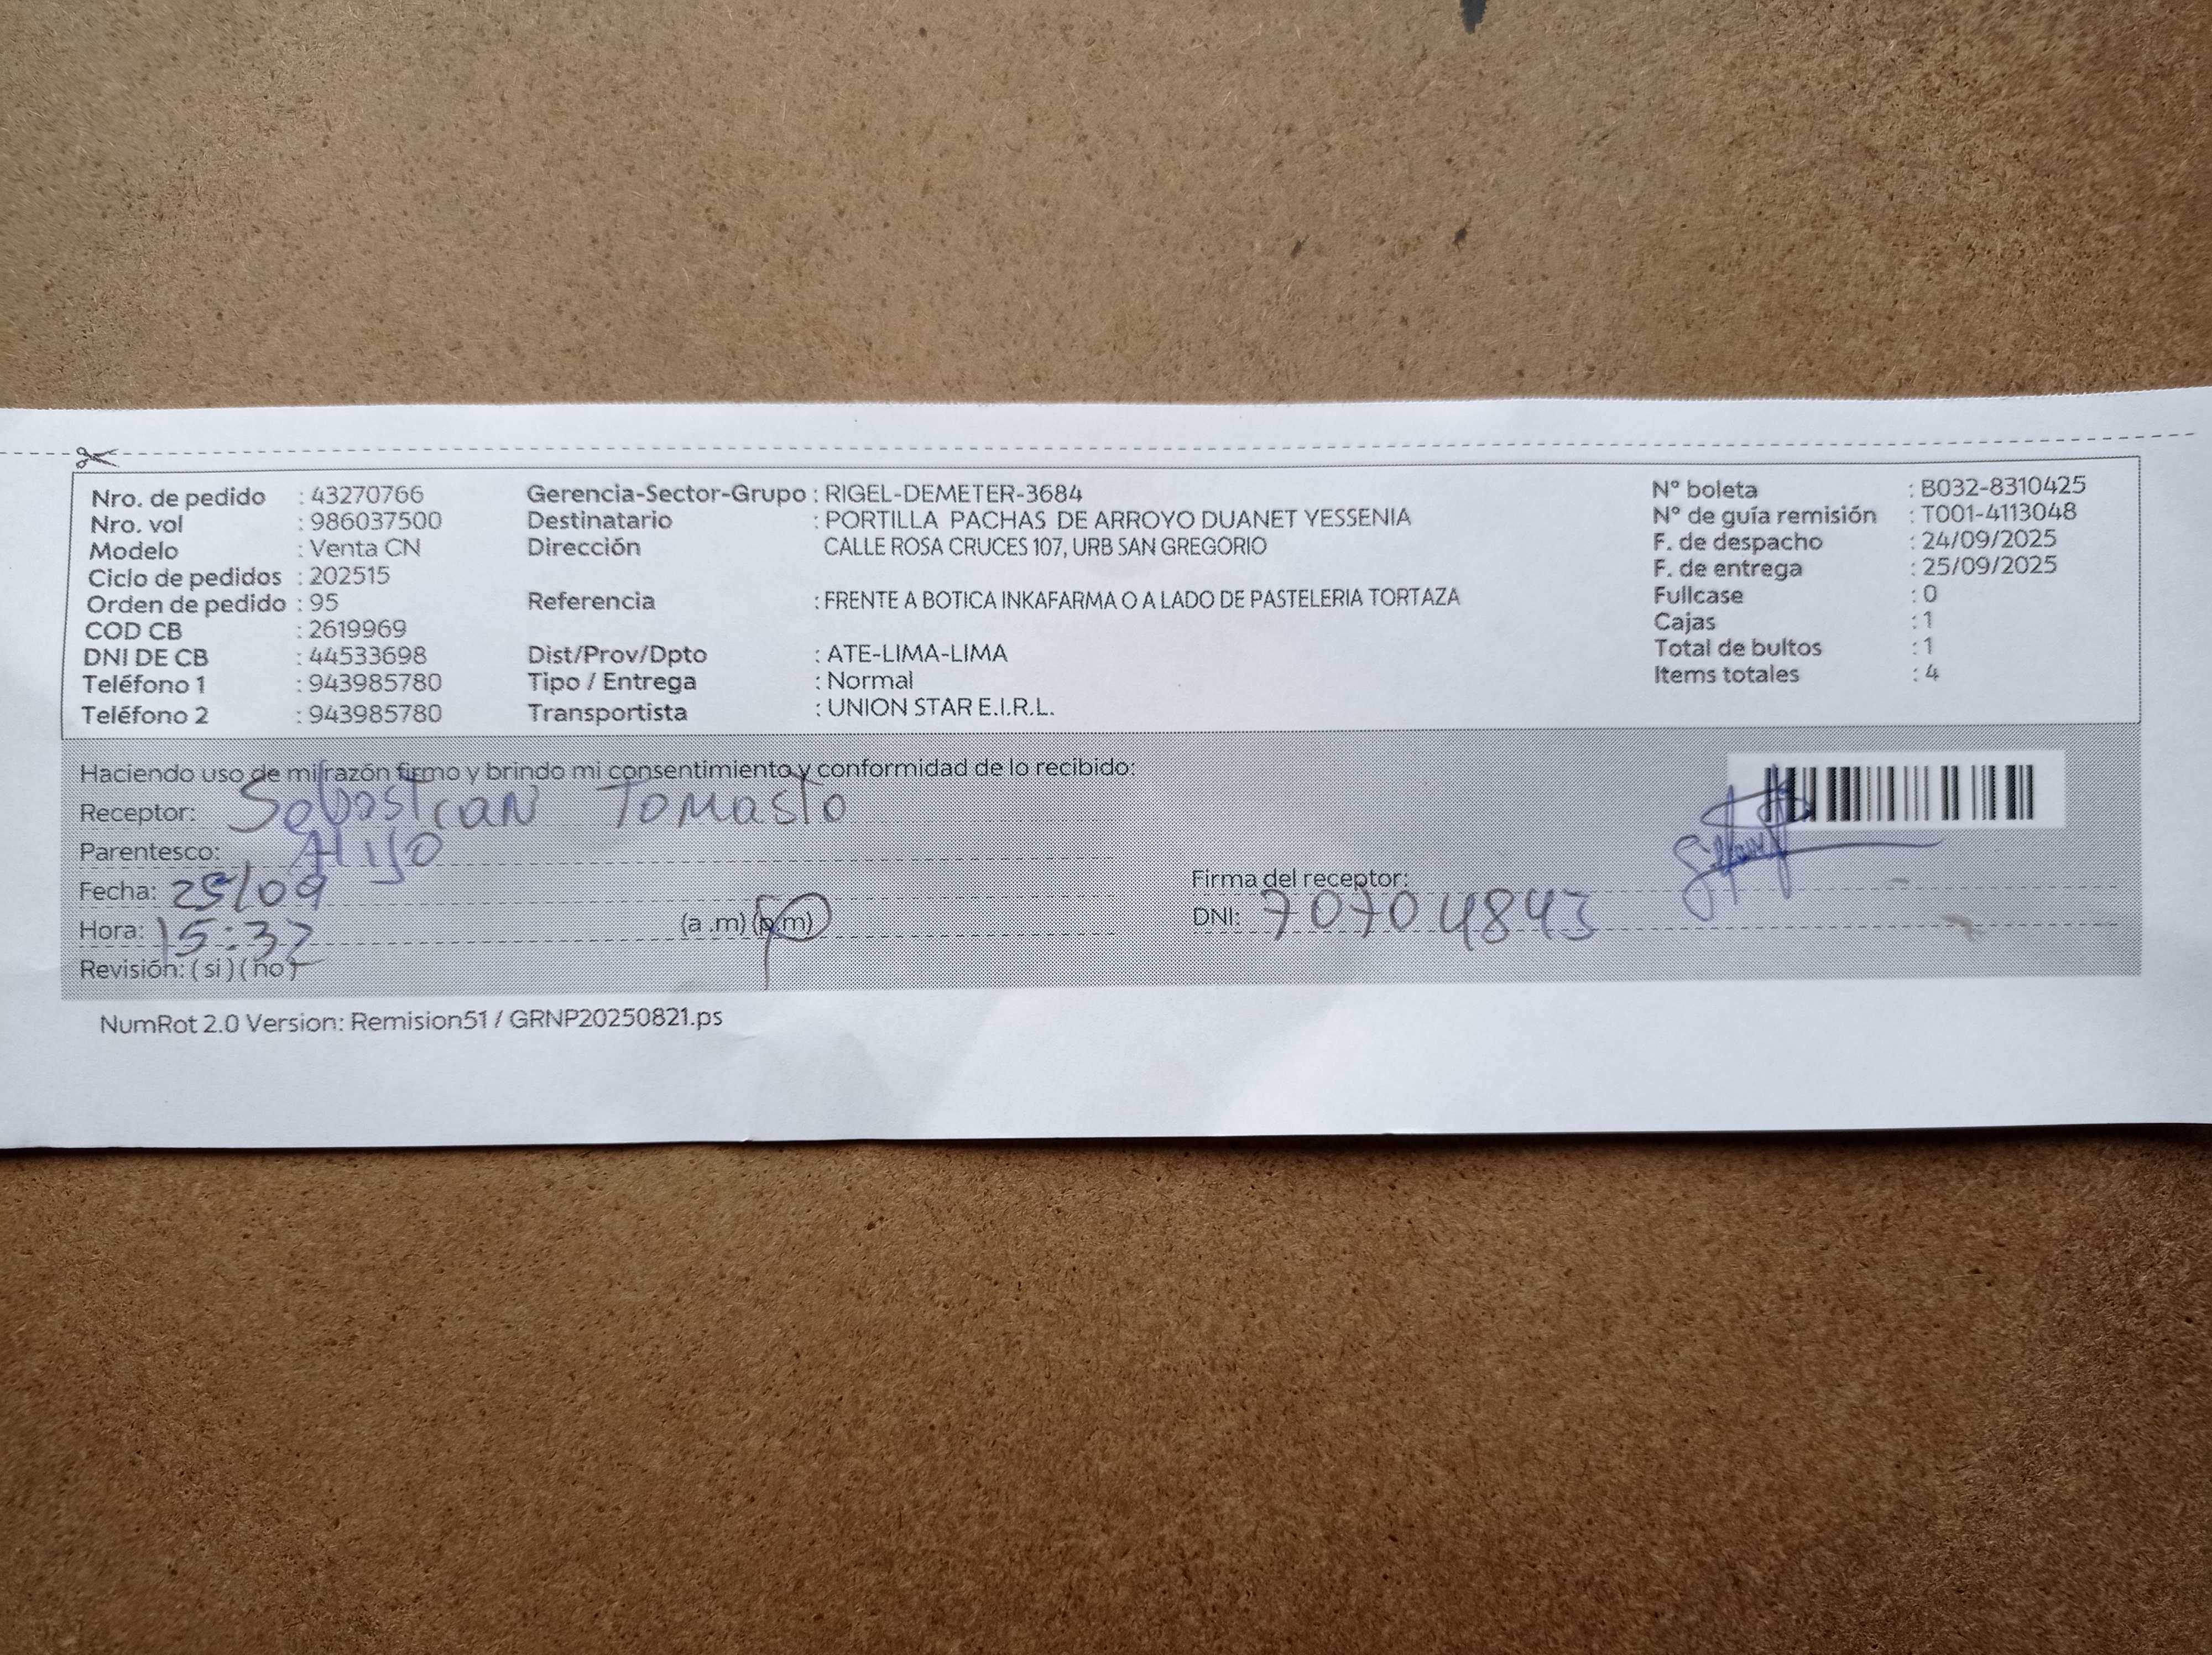 Nro. de pedido : 43270766 Gerencia-Sector-Grupo : RIGEL-DEMETER-3684 N° boleta : B032-8310425
Nro. vol : 986037500 Destinatario : PORTILLA PACHAS DE ARROYO DUANET YESSENIA N° de guía remisión : T001-4113048
Modelo : Venta CN Dirección CALLE ROSA CRUCES 107, URB SAN GREGORIO F. de despacho : 24/09/2025
Ciclo de pedidos : 202515 F. de entrega : 25/09/2025
Orden de pedido : 95 Referencia : FRENTE A BOTICA INKAFARMA O A LADO DE PASTELERIA TORTAZA Fullcase : 0
COD CB : 2619969 Cajas : 1
DNI DE CB : 44533698 Dist/Prov/Dpto : ATE-LIMA-LIMA Total de bultos : 1
Teléfono 1 : 943985780 Tipo / Entrega : Normal Items totales : 4
Teléfono 2 : 943985780 Transportista : UNION STAR E.I.R.L.
Haciendo uso de mi razón firmo y brindo mi consentimiento y conformidad de lo recibido:
Receptor: Sebastian Tomasto
Parentesco: HIJO
Fecha: 25/09 Firma del receptor:
Hora: 15:32 (a .m) (p.m) DNI: 70704843
Revisión: ( si ) ( no )
NumRot 2.0 Version: Remision51 / GRNP20250821.ps